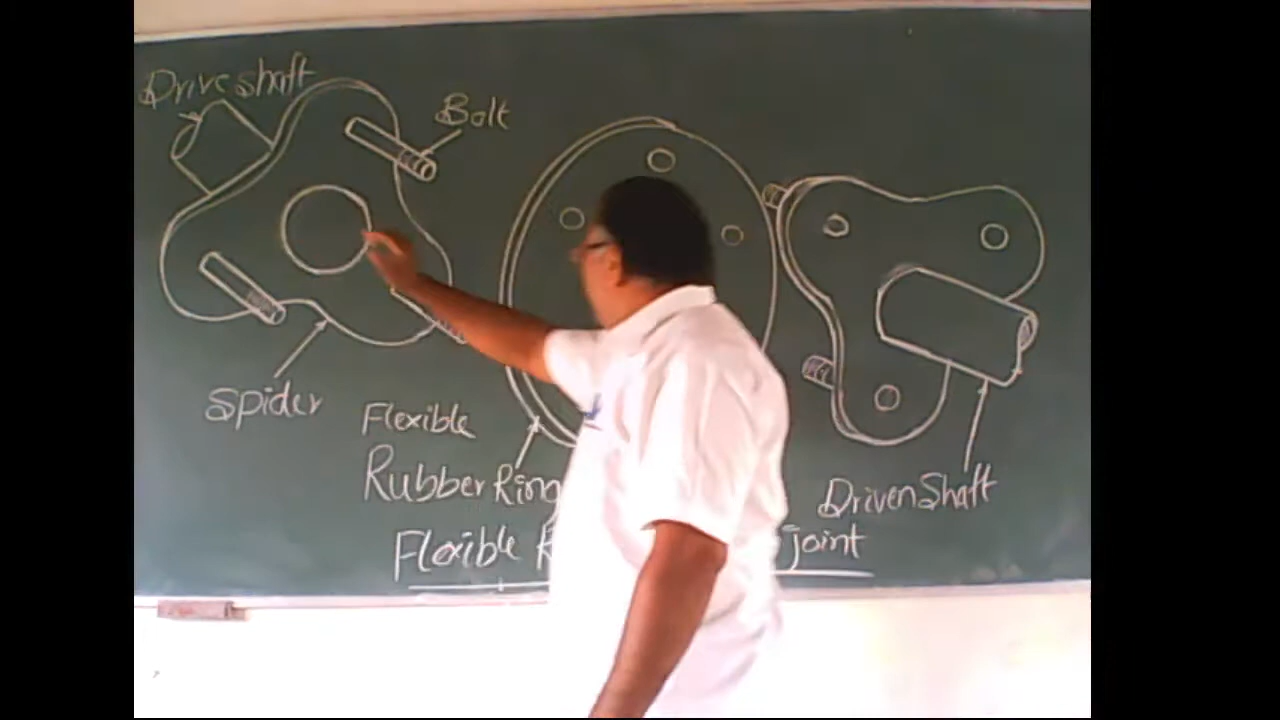 Drive shaft
Bolt
Spider
Flexible
Rubber Ring
Driven Shaft
Flexible R joint